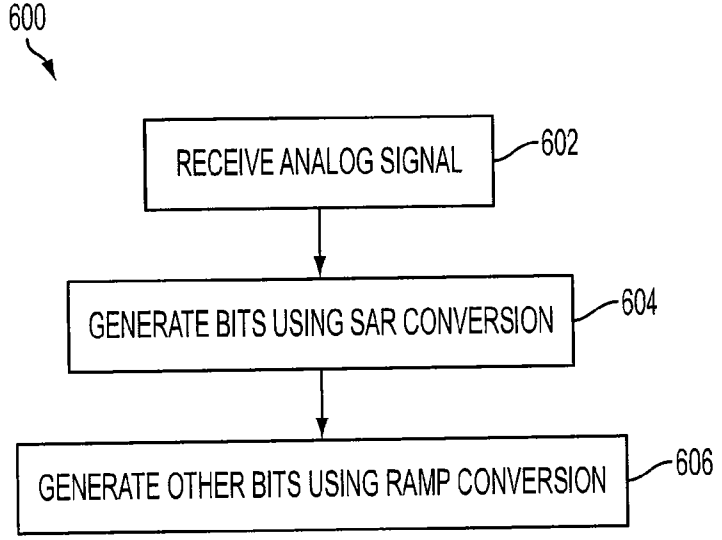 600
RECEIVE ANALOG SIGNAL
602
GENERATE BITS USING SAR CONVERSION
604
GENERATE OTHER BITS USING RAMP CONVERSION
606